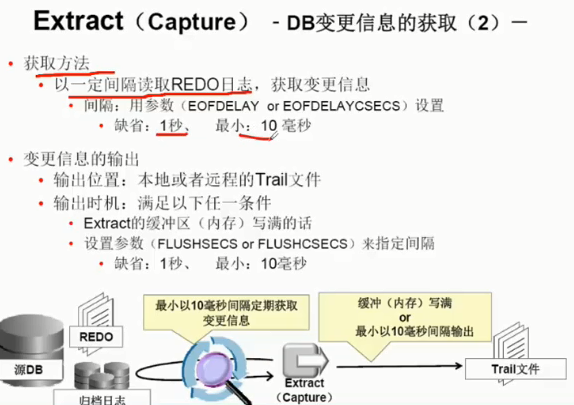 Extract（Capture） -DB变更信息的获取（2）－
• 获取方法
• 以一定间隔读取REDO日志，获取变更信息
• 间隔：用参数（EOFDELAY or EOFDELAYCSECS）设置
• 缺省：1秒、 最小：10 毫秒
• 变更信息的输出
• 输出位置：本地或者远程的Trail文件
• 输出时机：满足以下任一条件
• Extract的缓冲区（内存）写满的话
• 设置参数（FLUSHSECS or FLUSHCSECS）来指定间隔
• 缺省：1秒、 最小：10毫秒
最小以10毫秒间隔定期获取
变更信息
缓冲（内存）写满
or
最小以10毫秒间隔输出
REDO
源DB
归档日志
Extract
（Capture）
Trail文件